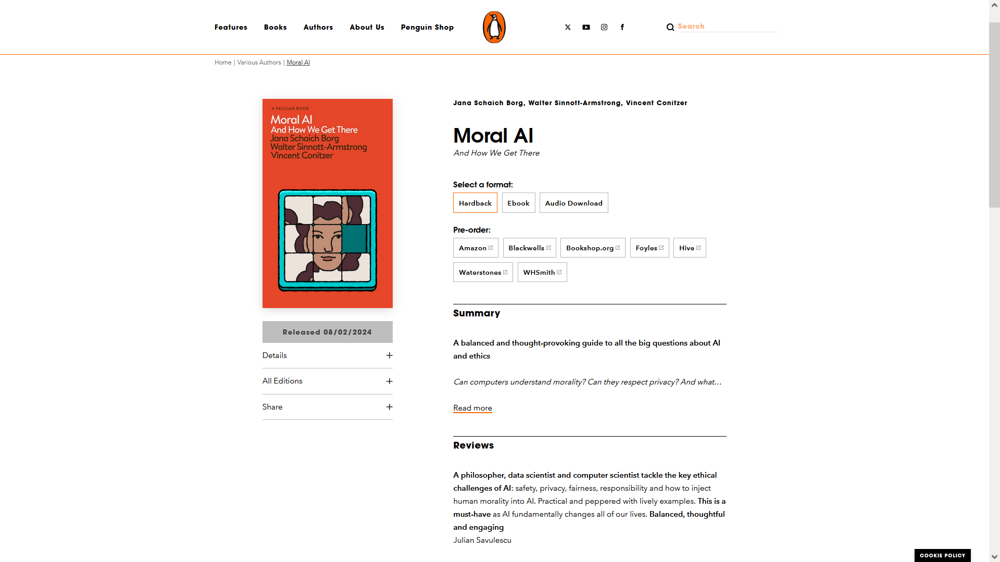 Features Books Authors About Us Penguin Shop
Search
Home | Various Authors | Moral AI
A PELICAN BOOK
Moral AI
And How We Get There
Jana Schaich Borg
Walter Sinnott-Armstrong
Vincent Conitzer
Released 08/02/2024
Details
All Editions
Share
Jana Schaich Borg, Walter Sinnott-Armstrong, Vincent Conitzer
Moral AI
And How We Get There
Select a format:
Hardback Ebook Audio Download
Pre-order:
Amazon Blackwells Bookshop.org Foyles Hive
Waterstones WHSmith
Summary
A balanced and thought-provoking guide to all the big questions about AI
and ethics
Can computers understand morality? Can they respect privacy? And what…
Read more
Reviews
A philosopher, data scientist and computer scientist tackle the key ethical
challenges of AI: safety, privacy, fairness, responsibility and how to inject
human morality into AI. Practical and peppered with lively examples. This is a
must-have as AI fundamentally changes all of our lives. Balanced, thoughtful
and engaging
Julian Savulescu
COOKIE POLICY